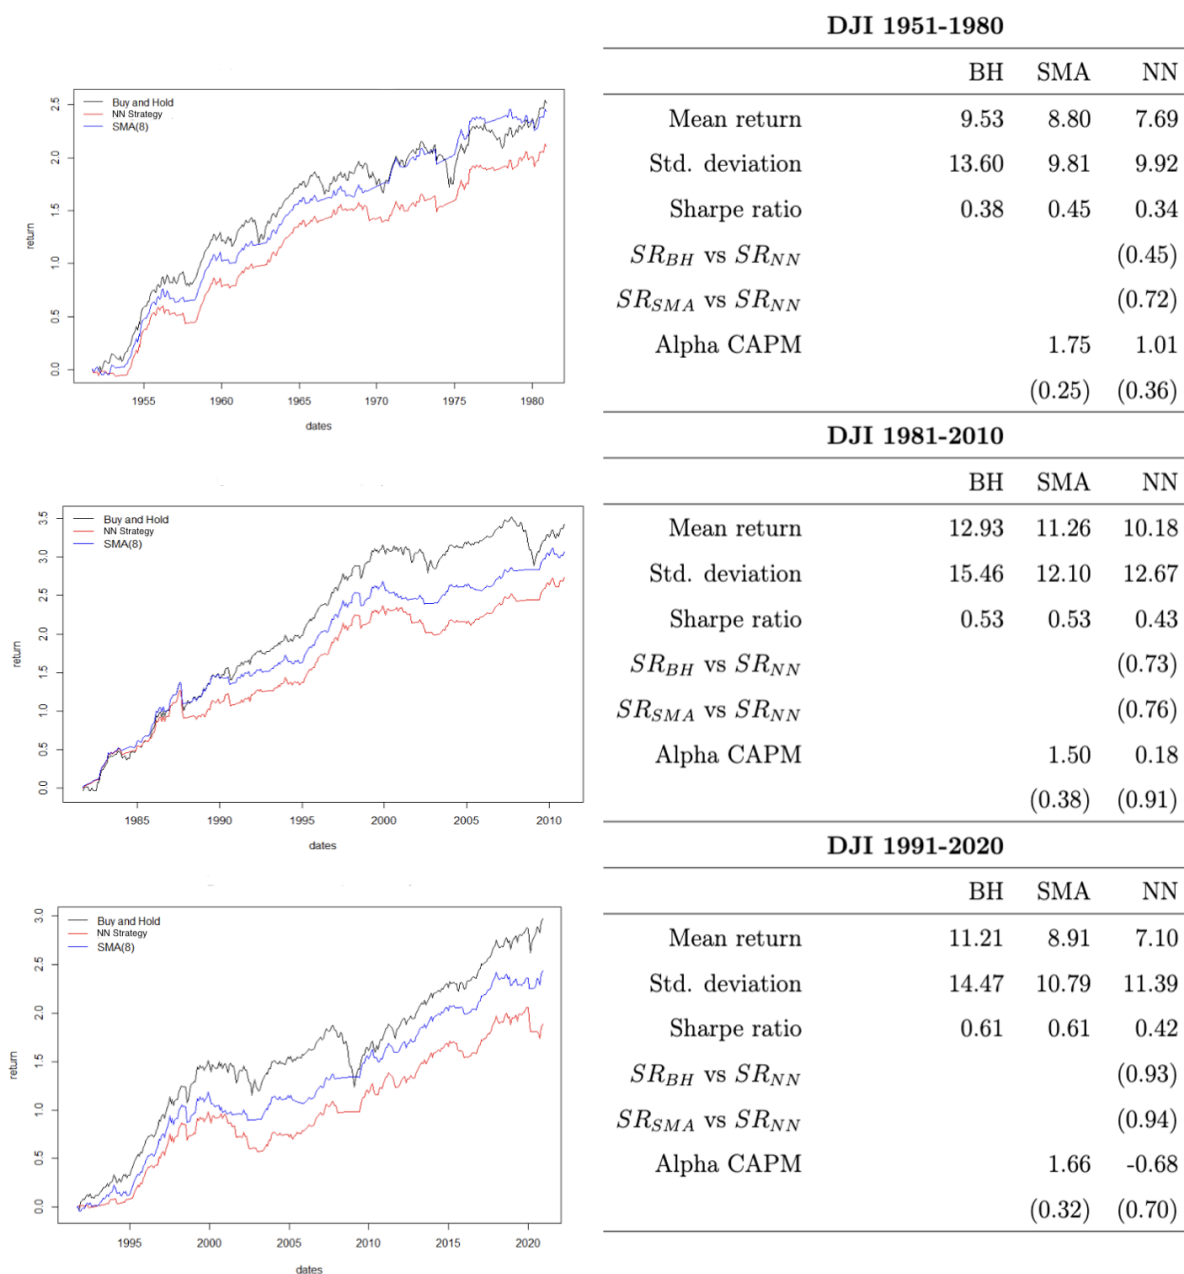 DJI 1951-1980
BH SMA NN
Mean return 9.53 8.80 7.69
Std. deviation 13.60 9.81 9.92
Sharpe ratio 0.38 0.45 0.34
SR_BH vs SR_NN (0.45)
SR_SMA vs SR_NN (0.72)
Alpha CAPM 1.75 1.01
(0.25) (0.36)
Buy and Hold
NN Strategy
SMA(8)
return
2.5
2.0
1.5
1.0
0.5
0.0
1955 1960 1965 1970 1975 1980
dates
DJI 1981-2010
BH SMA NN
Mean return 12.93 11.26 10.18
Std. deviation 15.46 12.10 12.67
Sharpe ratio 0.53 0.53 0.43
SR_BH vs SR_NN (0.73)
SR_SMA vs SR_NN (0.76)
Alpha CAPM 1.50 0.18
(0.38) (0.91)
Buy and Hold
NN Strategy
SMA(8)
return
3.5
3.0
2.5
2.0
1.5
1.0
0.5
0.0
1985 1990 1995 2000 2005 2010
dates
DJI 1991-2020
BH SMA NN
Mean return 11.21 8.91 7.10
Std. deviation 14.47 10.79 11.39
Sharpe ratio 0.61 0.61 0.42
SR_BH vs SR_NN (0.93)
SR_SMA vs SR_NN (0.94)
Alpha CAPM 1.66 -0.68
(0.32) (0.70)
Buy and Hold
NN Strategy
SMA(8)
return
3.0
2.5
2.0
1.5
1.0
0.5
0.0
1995 2000 2005 2010 2015 2020
dates